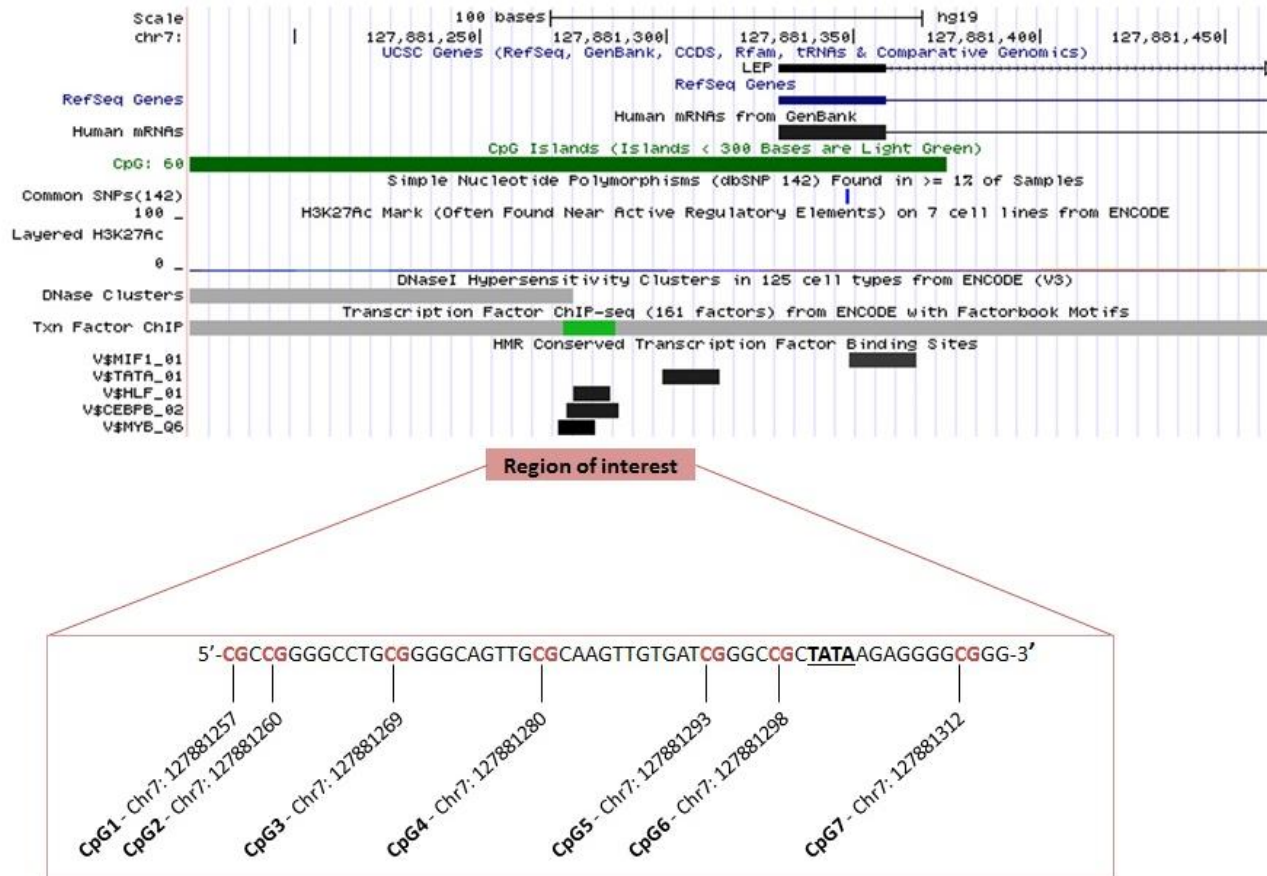 Scale 100 bases hg19
chr7: 127,881,250 127,881,300 127,881,350 127,881,400 127,881,450
UCSC Genes (RefSeq, GenBank, CCDS, Rfam, tRNAs & Comparative Genomics)
LEP
RefSeq Genes
RefSeq Genes
Human mRNAs from GenBank
Human mRNAs
CpG Islands (Islands < 300 Bases are Light Green)
CpG: 60
Simple Nucleotide Polymorphisms (dbSNP 142) Found in >= 1% of Samples
Common SNPs(142)
100 _ H3K27Ac Mark (Often Found Near Active Regulatory Elements) on 7 cell lines from ENCODE
Layered H3K27Ac
0 _
DNaseI Hypersensitivity Clusters in 125 cell types from ENCODE (V3)
DNase Clusters
Transcription Factor ChIP-seq (161 factors) from ENCODE with Factorbook Motifs
Txn Factor ChIP
HMR Conserved Transcription Factor Binding Sites
V$MIF1_01
V$TATA_01
V$HLF_01
V$CEBPB_02
V$MYB_Q6
Region of interest
5’-CGCCGGGGCCTGCGGGGCAGTTGCGCAAGTTGTGATCGGGCCGCTATAAGAGGGGCGGG-3’
CpG1 - Chr7: 127881257
CpG2 - Chr7: 127881260
CpG3 - Chr7: 127881269
CpG4 - Chr7: 127881280
CpG5 - Chr7: 127881293
CpG6 - Chr7: 127881298
CpG7 - Chr7: 127881312